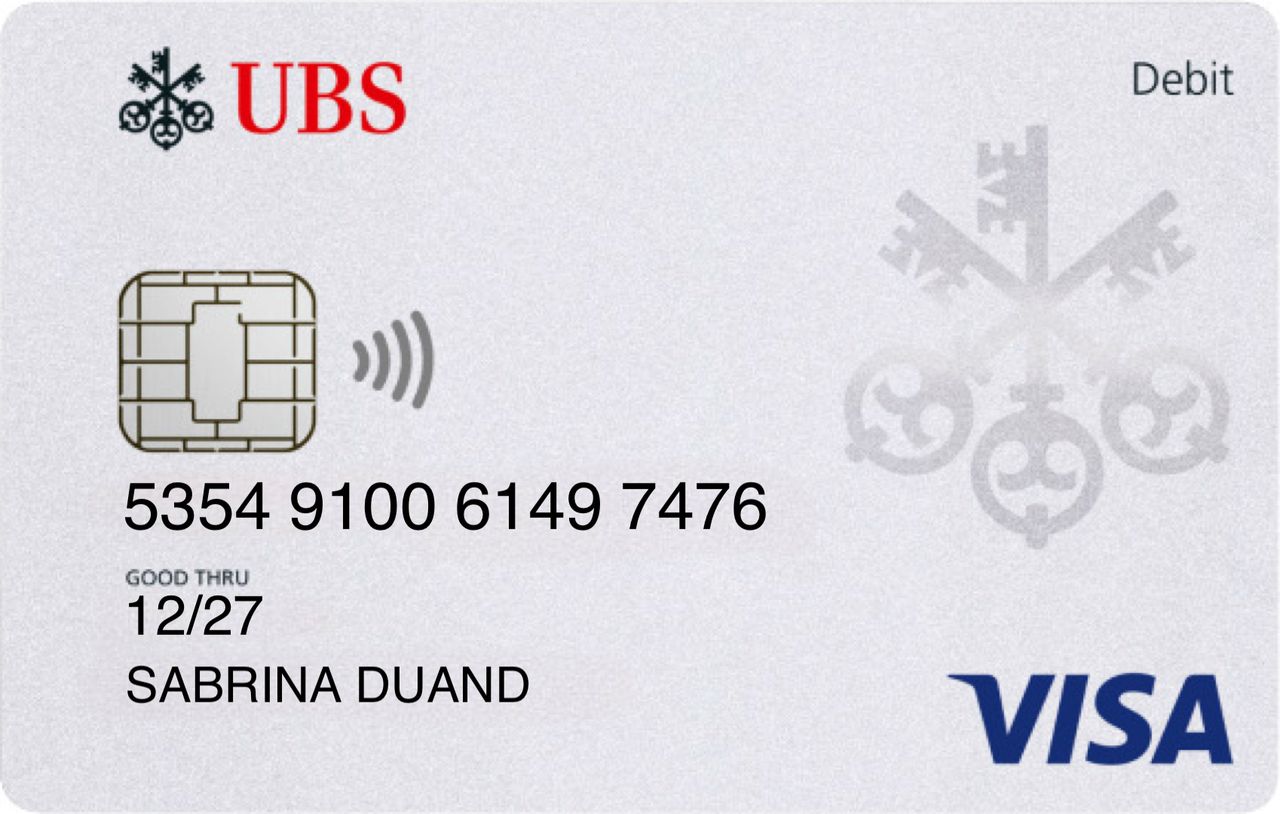 UBS
Debit
5354 9100 6149 7476
GOOD THRU
12/27
SABRINA DUAND
VISA